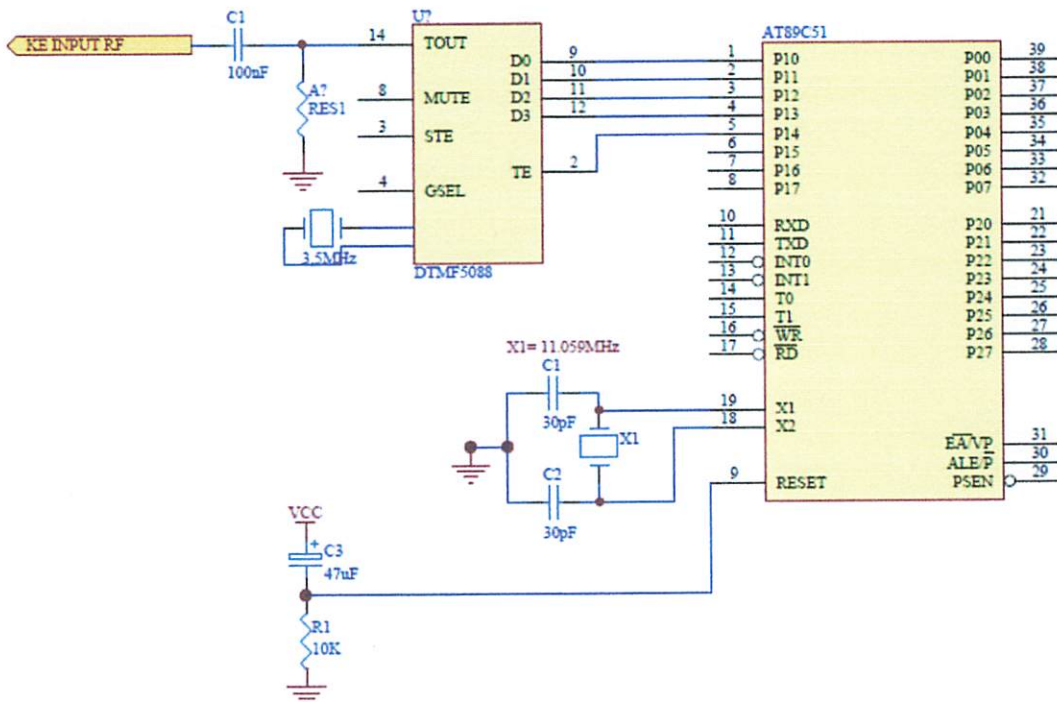 KE INPUT RF
C1
100nF
A?
RES1
U?
14 TOUT
8 MUTE
3 STE
4 GSEL
3.5MHz
D0 9
D1 10
D2 11
D3 12
TE 2
DTMF5088
AT89C51
1 P10
2 P11
3 P12
4 P13
5 P14
6 P15
7 P16
8 P17
10 RXD
11 TXD
12 INT0
13 INT1
14 T0
15 T1
16 WR
17 RD
19 X1
18 X2
9 RESET
P00 39
P01 38
P02 37
P03 36
P04 35
P05 34
P06 33
P07 32
P20 21
P21 22
P22 23
P23 24
P24 25
P25 26
P26 27
P27 28
EA/VP 31
ALE/P 30
PSEN 29
X1= 11.059MHz
C1
30pF
X1
C2
30pF
VCC
+
C3
47uF
R1
10K